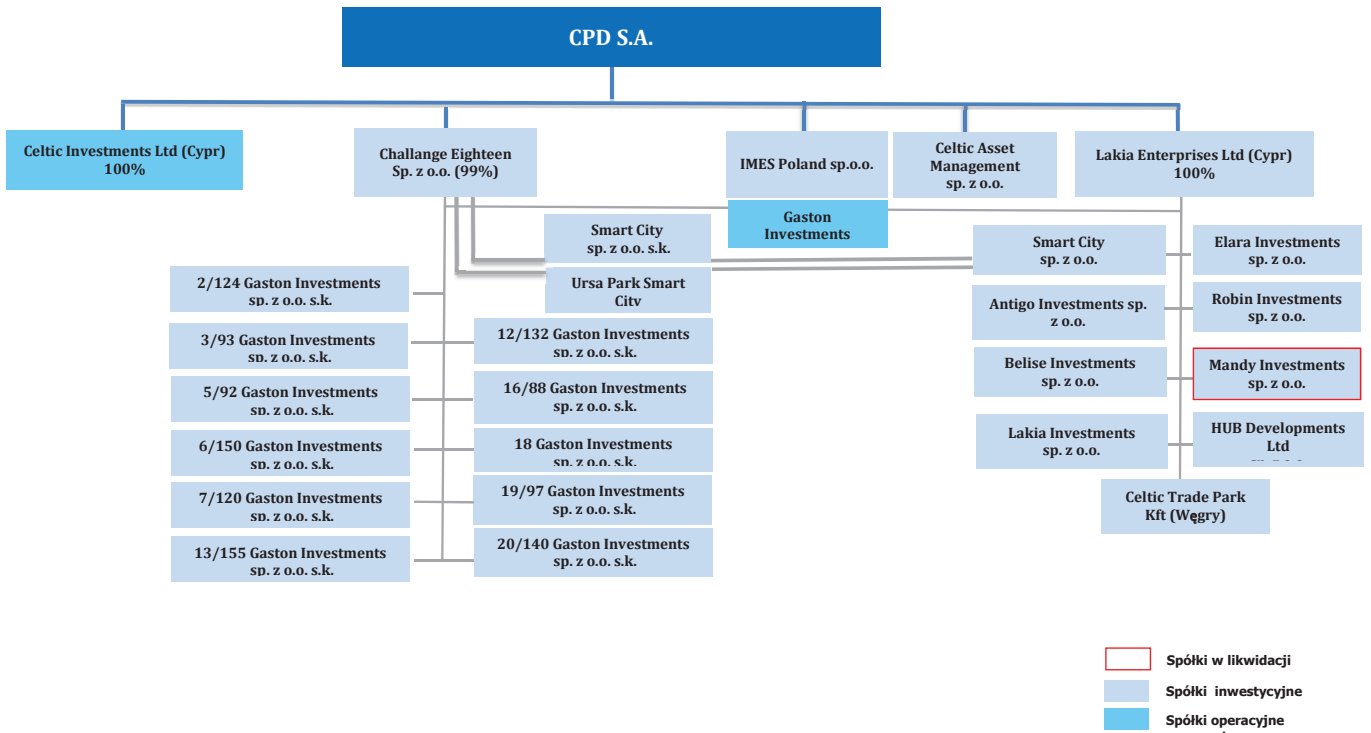 CPD S.A.
Celtic Investments Ltd (Cypr)
100%
Challange Eighteen
Sp. z o.o. (99%)
IMES Poland sp.o.o.
Celtic Asset
Management
sp. z o.o.
Lakia Enterprises Ltd (Cypr)
100%
Gaston
Investments
Smart City
sp. z o.o. s.k.
Ursa Park Smart
City
Smart City
sp. z o.o.
Elara Investments
sp. z o.o.
2/124 Gaston Investments
sp. z o.o. s.k.
Antigo Investments sp.
z o.o.
Robin Investments
sp. z o.o.
3/93 Gaston Investments
sp. z o.o. s.k.
12/132 Gaston Investments
sp. z o.o. s.k.
Belise Investments
sp. z o.o.
Mandy Investments
sp. z o.o.
5/92 Gaston Investments
sp. z o.o. s.k.
16/88 Gaston Investments
sp. z o.o. s.k.
6/150 Gaston Investments
sp. z o.o. s.k.
18 Gaston Investments
sp. z o.o. s.k.
Lakia Investments
sp. z o.o.
HUB Developments
Ltd
7/120 Gaston Investments
sp. z o.o. s.k.
19/97 Gaston Investments
sp. z o.o. s.k.
Celtic Trade Park
Kft (Węgry)
13/155 Gaston Investments
sp. z o.o. s.k.
20/140 Gaston Investments
sp. z o.o. s.k.
Spółki w likwidacji
Spółki inwestycyjne
Spółki operacyjne